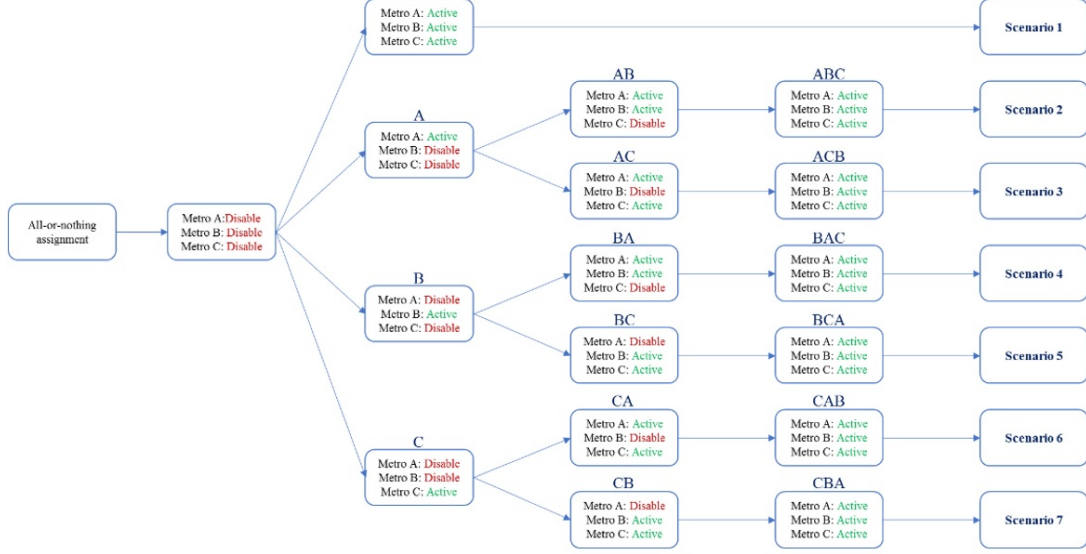 All-or-nothing
assignment
Metro A:Disable
Metro B: Disable
Metro C: Disable
Metro A: Active
Metro B: Active
Metro C: Active
Scenario 1
A
Metro A: Active
Metro B: Disable
Metro C: Disable
AB
Metro A: Active
Metro B: Active
Metro C: Disable
ABC
Metro A: Active
Metro B: Active
Metro C: Active
Scenario 2
AC
Metro A: Active
Metro B: Disable
Metro C: Active
ACB
Metro A: Active
Metro B: Active
Metro C: Active
Scenario 3
B
Metro A: Disable
Metro B: Active
Metro C: Disable
BA
Metro A: Active
Metro B: Active
Metro C: Disable
BAC
Metro A: Active
Metro B: Active
Metro C: Active
Scenario 4
BC
Metro A: Disable
Metro B: Active
Metro C: Active
BCA
Metro A: Active
Metro B: Active
Metro C: Active
Scenario 5
C
Metro A: Disable
Metro B: Disable
Metro C: Active
CA
Metro A: Active
Metro B: Disable
Metro C: Active
CAB
Metro A: Active
Metro B: Active
Metro C: Active
Scenario 6
CB
Metro A: Disable
Metro B: Active
Metro C: Active
CBA
Metro A: Active
Metro B: Active
Metro C: Active
Scenario 7